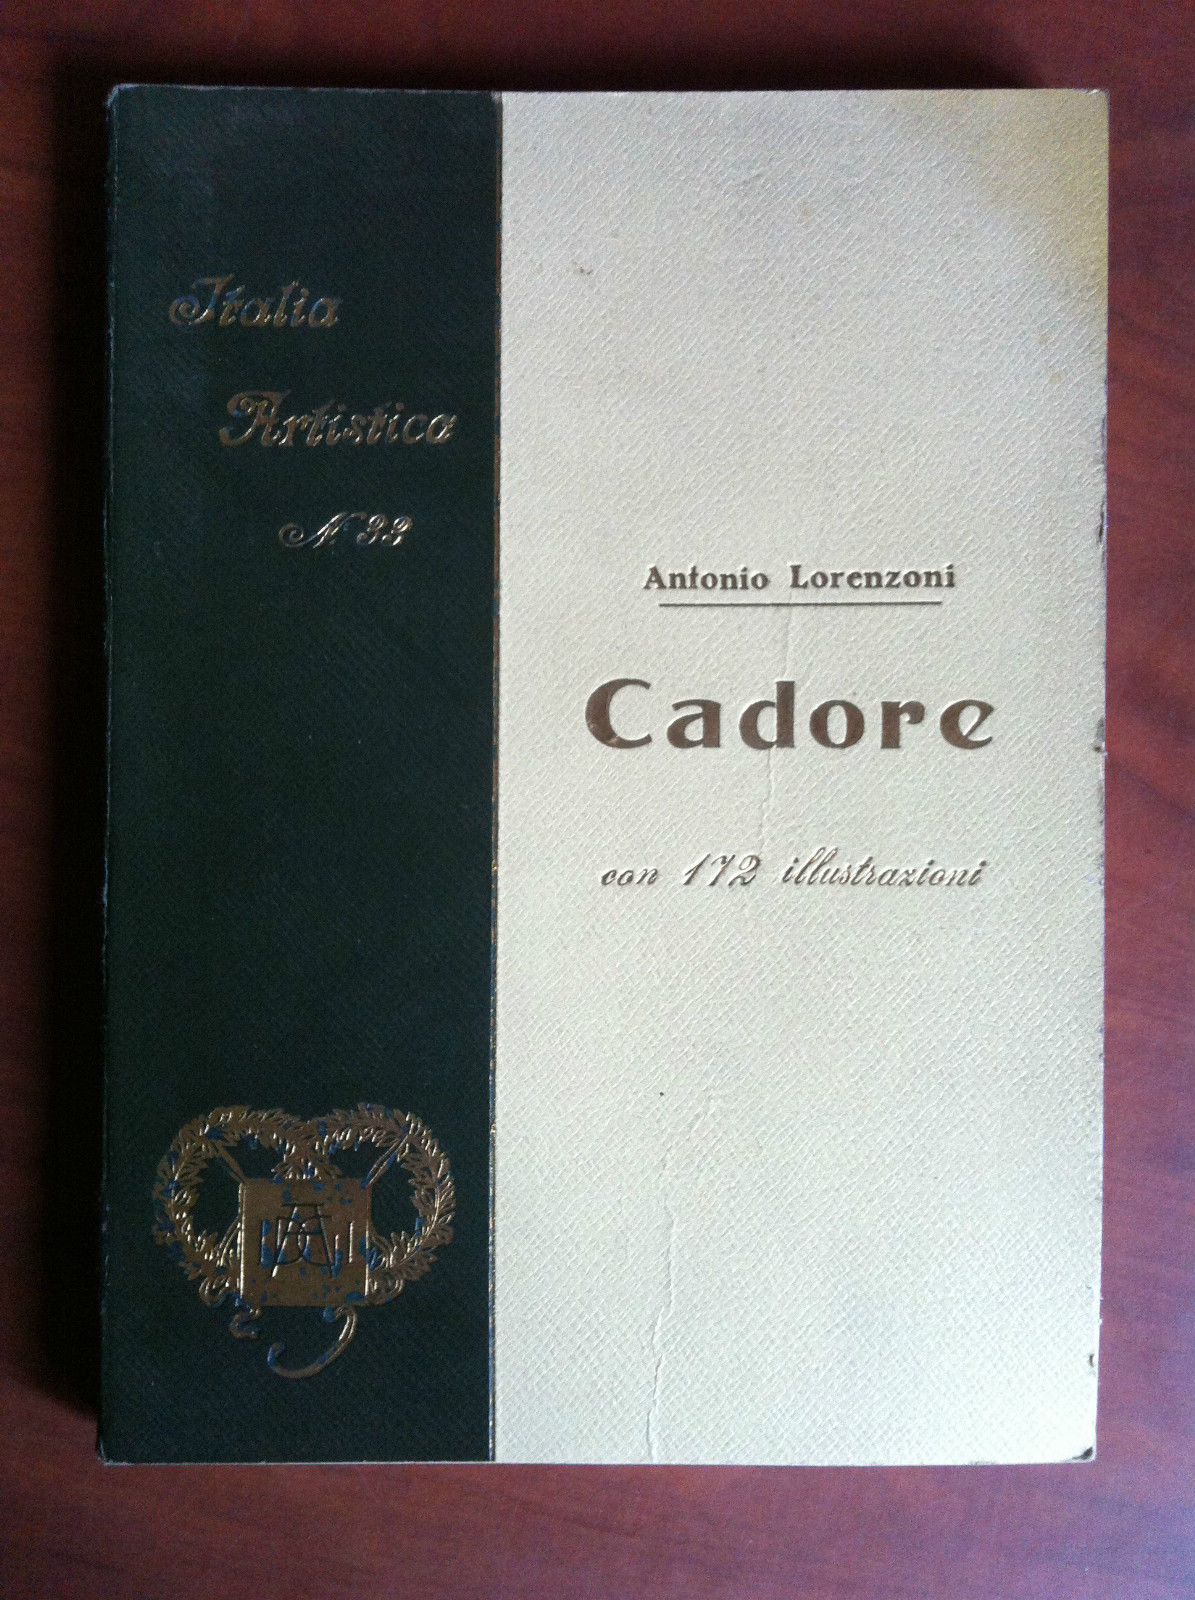 Italia
Artistica
N. 33
Antonio Lorenzoni
Cadore
con 172 illustrazioni